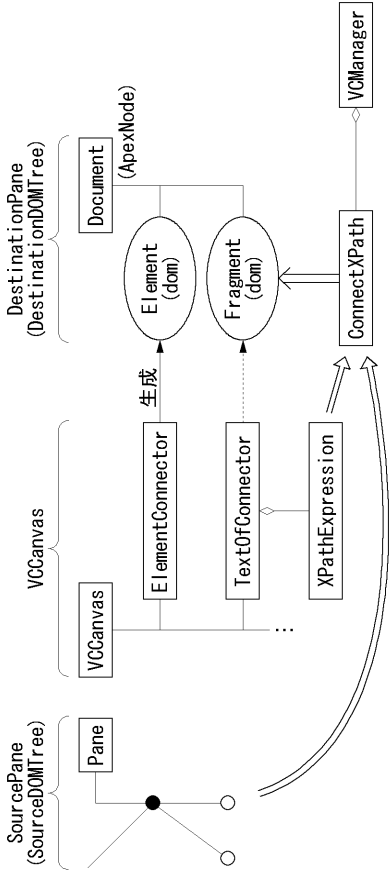 SourcePane
(SourceDOMTree)
VCCanvas
DestinationPane
(DestinationDOMTree)
Pane
VCCanvas
Document
(ApexNode)
ElementConnector
生成
Element
(dom)
TextOfConnector
Fragment
(dom)
XPathExpression
ConnectXPath
VCManager
...